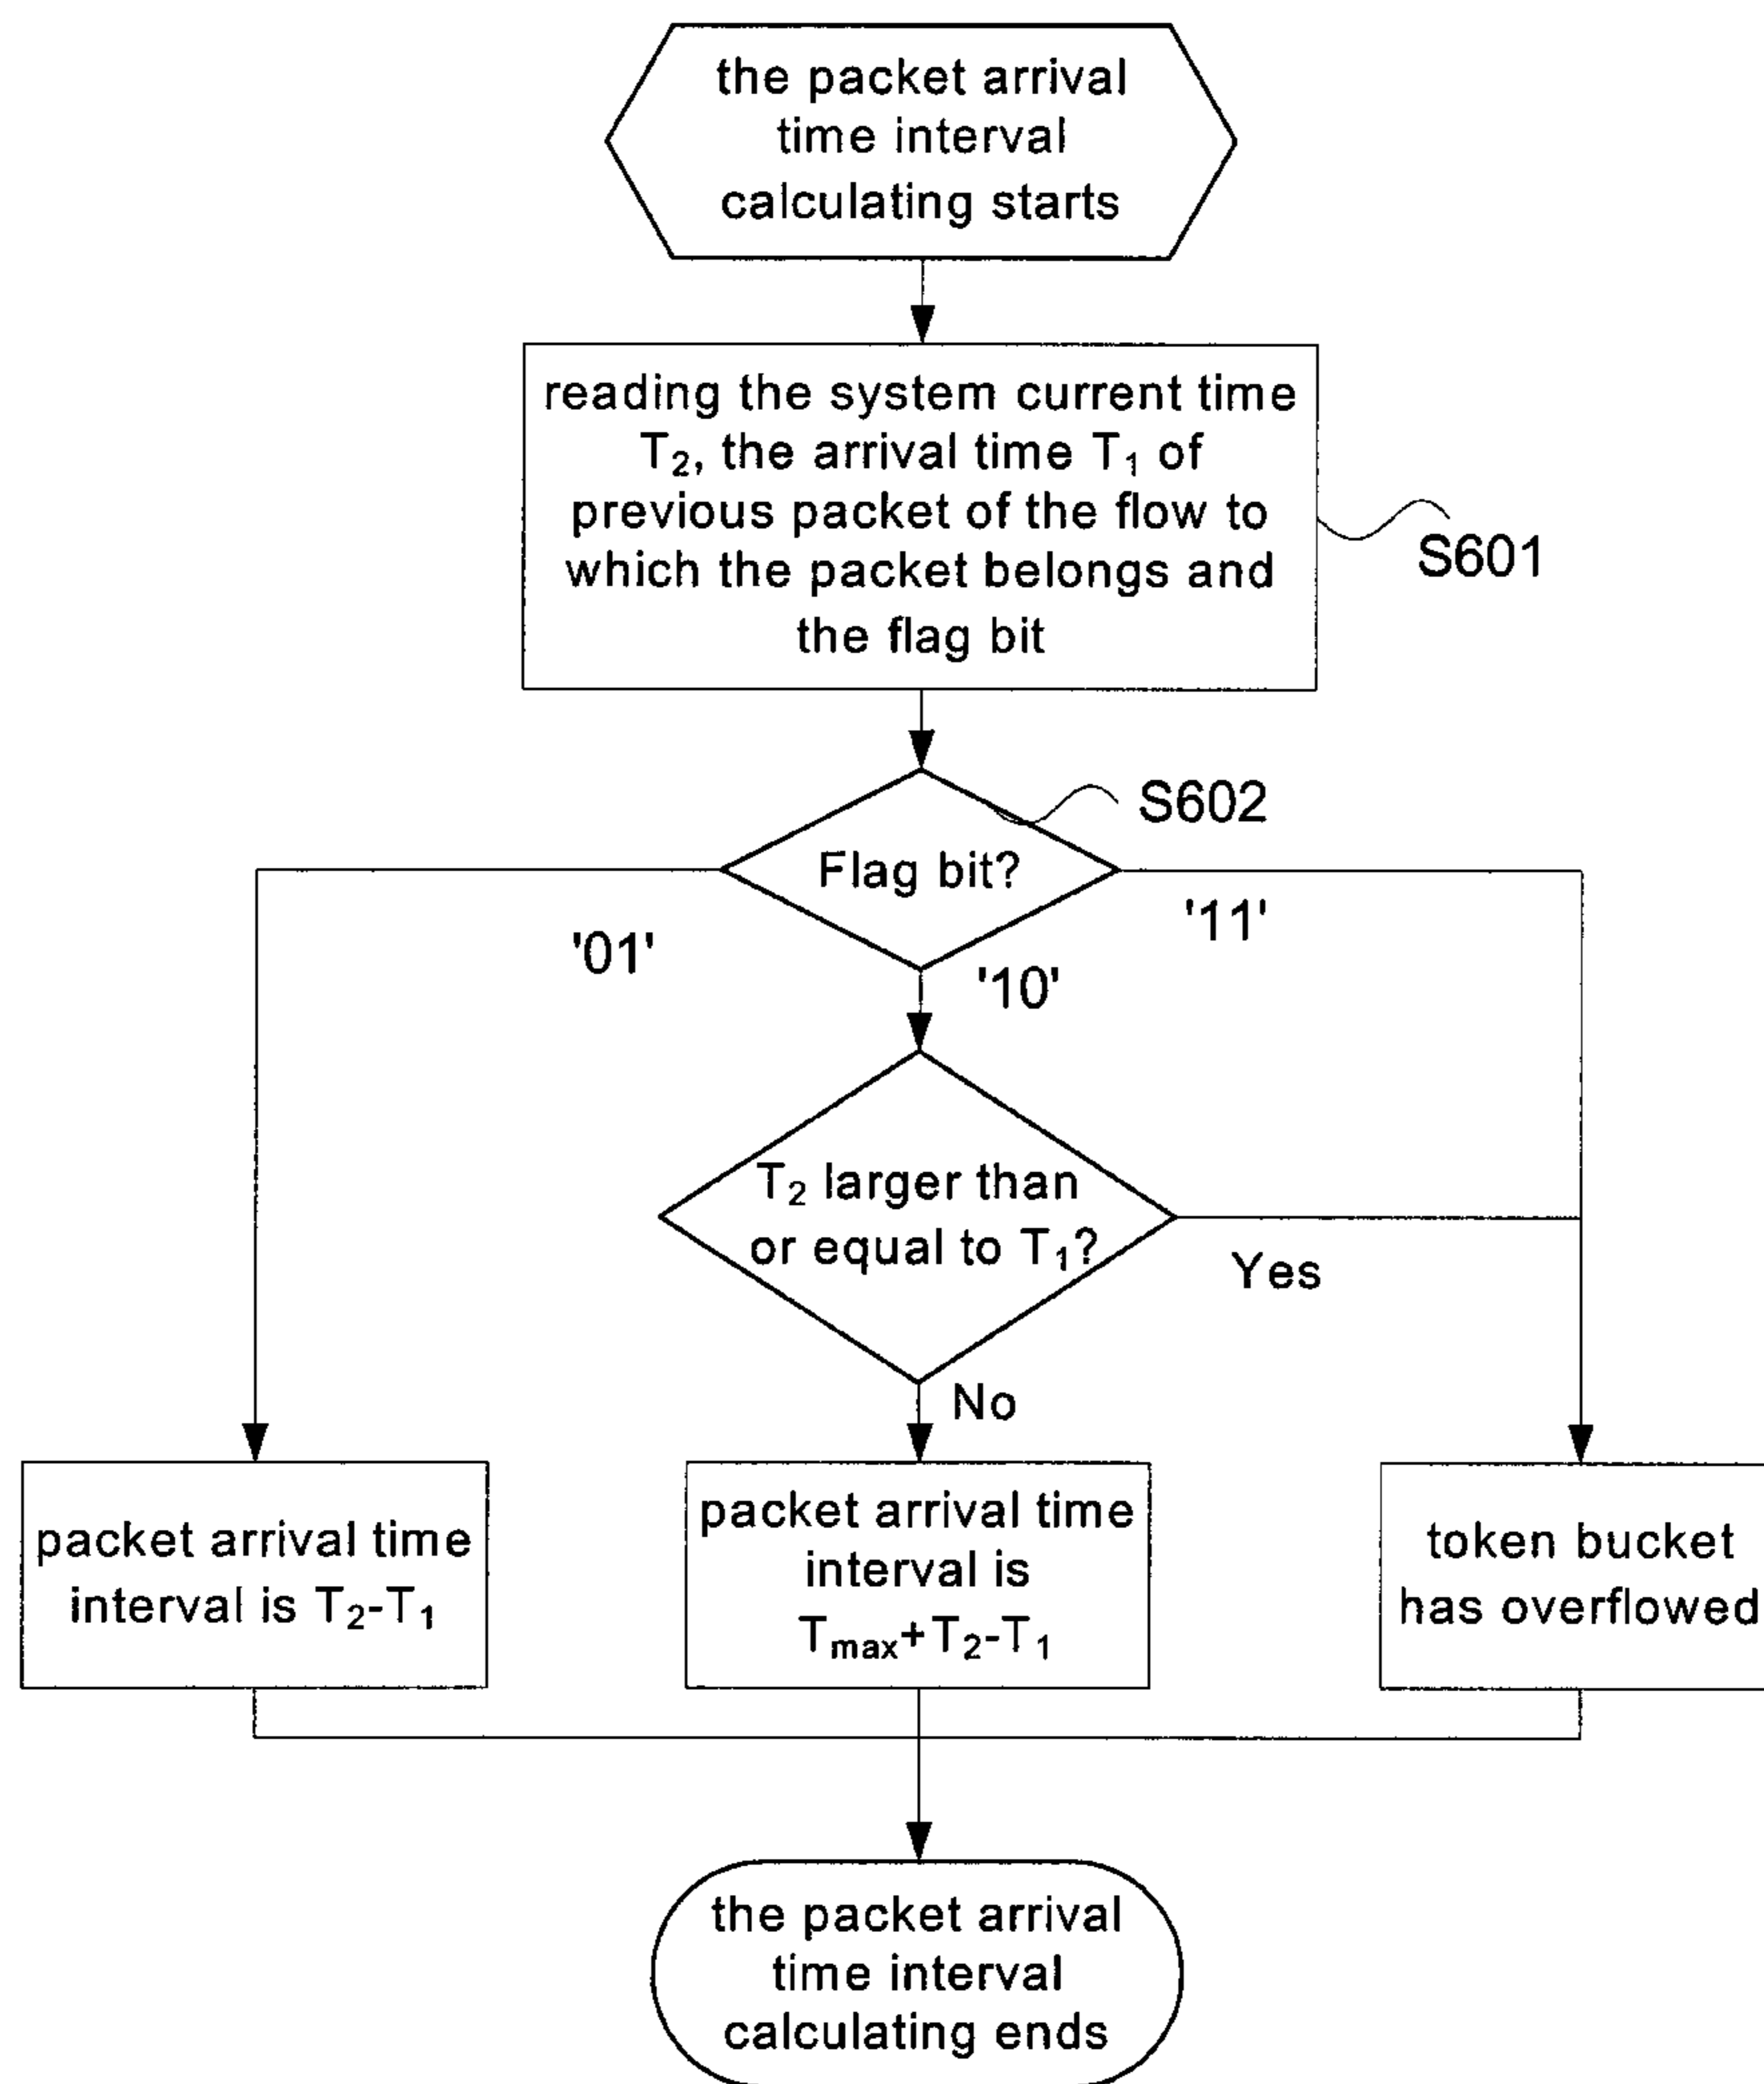 the packet arrival
time interval
calculating starts
reading the system current time
T₂, the arrival time T₁ of
previous packet of the flow to
which the packet belongs and
the flag bit
S601
S602
Flag bit?
'01'
'10'
'11'
T₂ larger than
or equal to T₁?
Yes
No
packet arrival time
interval is T₂-T₁
packet arrival time
interval is
Tₘₐₓ+T₂-T₁
token bucket
has overflowed
the packet arrival
time interval
calculating ends